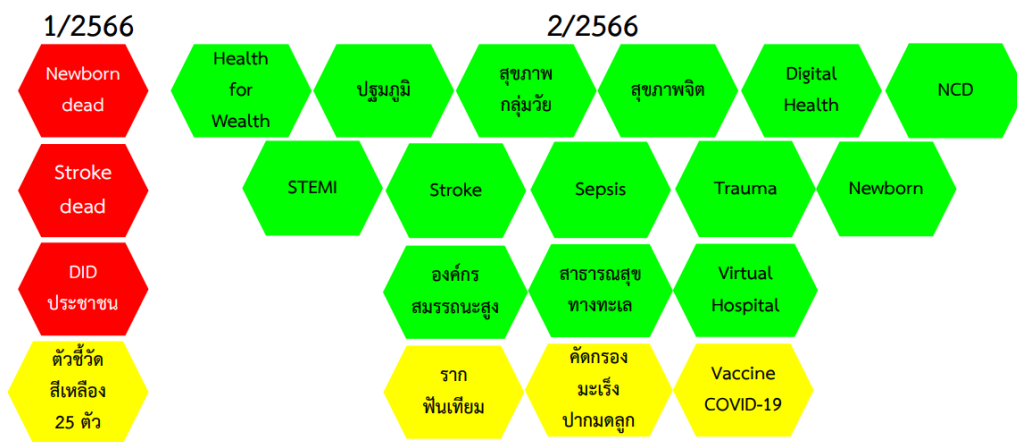 1/2566
2/2566
Newborn
dead
Stroke
dead
DID
ประชาชน
ตัวชี้วัด
สีเหลือง
25 ตัว
Health
for
Wealth
ปฐมภูมิ
สุขภาพ
กลุ่มวัย
สุขภาพจิต
Digital
Health
NCD
STEMI
Stroke
Sepsis
Trauma
Newborn
องค์กร
สมรรถนะสูง
สาธารณสุข
ทางทะเล
Virtual
Hospital
ราก
ฟันเทียม
คัดกรอง
มะเร็ง
ปากมดลูก
Vaccine
COVID-19